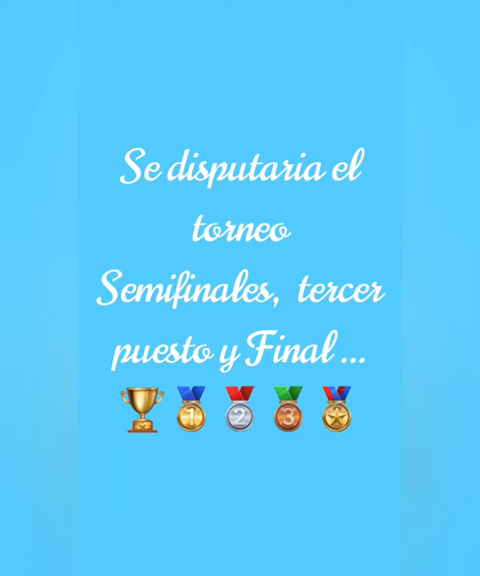 Se disputaria el
torneo
Semifinales, tercer
puesto y Final ...
🏆🥇🥈🥉🏅